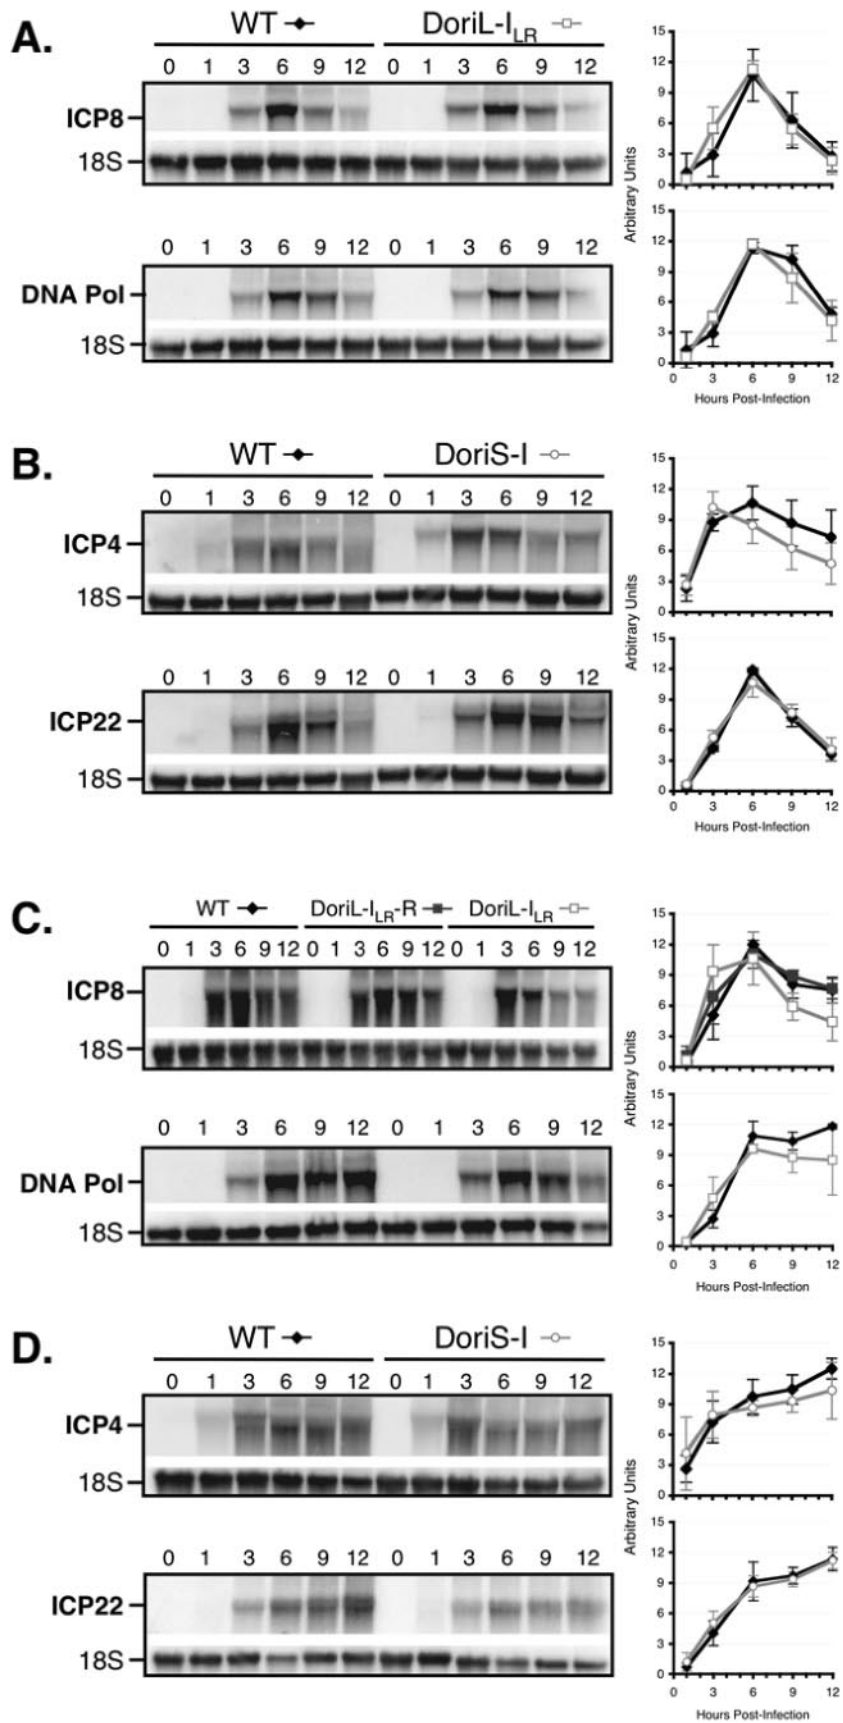 A.
WT DoriL-I_LR
0 1 3 6 9 12 0 1 3 6 9 12
ICP8
18S
0 1 3 6 9 12 0 1 3 6 9 12
DNA Pol
18S
15
12
9
6
3
0
Arbitrary Units
15
12
9
6
3
0
0 3 6 9 12
Hours Post-Infection
B.
WT DoriS-I
0 1 3 6 9 12 0 1 3 6 9 12
ICP4
18S
0 1 3 6 9 12 0 1 3 6 9 12
ICP22
18S
15
12
9
6
3
0
Arbitrary Units
15
12
9
6
3
0
0 3 6 9 12
Hours Post-Infection
C.
WT DoriL-I_LR-R DoriL-I_LR
0 1 3 6 9 12 0 1 3 6 9 12 0 1 3 6 9 12
ICP8
18S
0 1 3 6 9 12 0 1 3 6 9 12
DNA Pol
18S
15
12
9
6
3
0
Arbitrary Units
15
12
9
6
3
0
0 3 6 9 12
Hours Post-Infection
D.
WT DoriS-I
0 1 3 6 9 12 0 1 3 6 9 12
ICP4
18S
0 1 3 6 9 12 0 1 3 6 9 12
ICP22
18S
15
12
9
6
3
0
Arbitrary Units
15
12
9
6
3
0
0 3 6 9 12
Hours Post-Infection